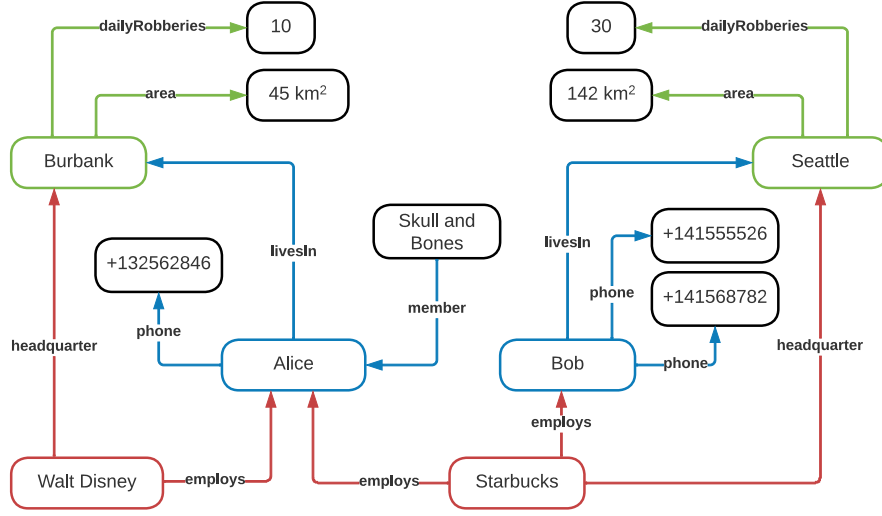 dailyRobberies
10
30
dailyRobberies
area
45 km²
142 km²
area
Burbank
Seattle
Skull and
Bones
+141555526
livesIn
livesIn
+132562846
+141568782
phone
member
phone
headquarter
headquarter
Alice
Bob
phone
employs
Walt Disney
employs
employs
Starbucks